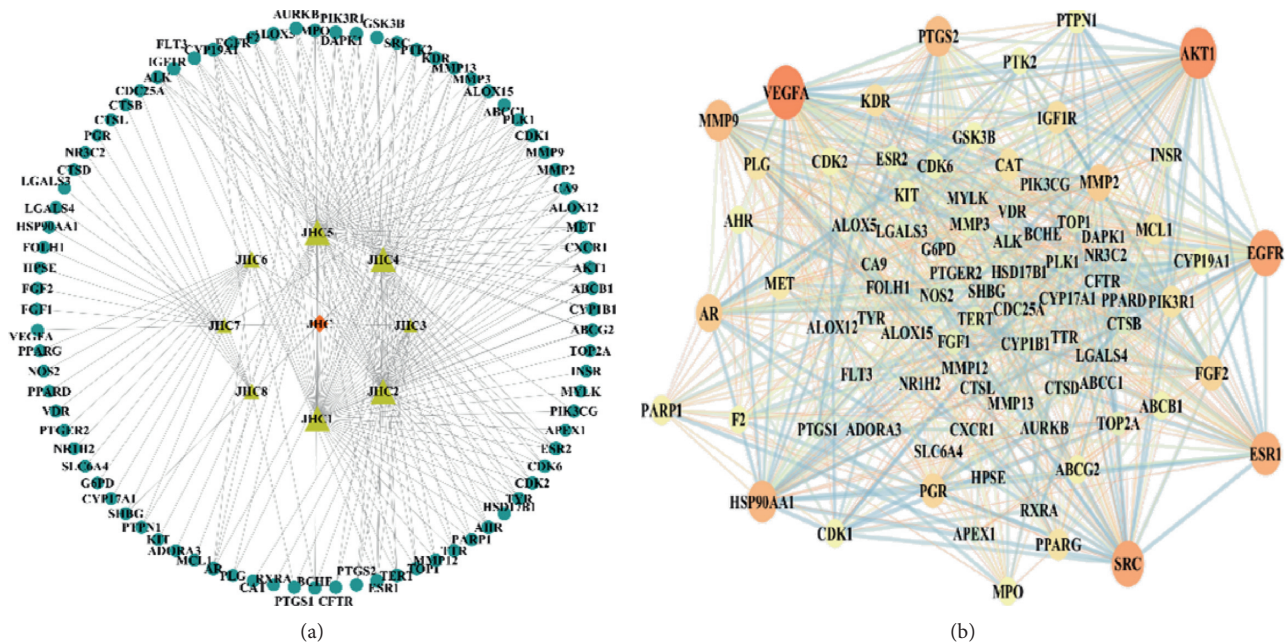 AURKB
MPO
PIK3R1
DAPK1
GSK3B
SRC
PTK2
KDR
MMP13
MMP3
ALOX15
ABCC1
PLK1
CDK1
MMP9
MMP2
CA9
ALOX12
MET
CXCR1
AKT1
ABCB1
CYP1B1
ABCG2
TOP2A
INSR
MYLK
PIK3CG
APEX1
ESR2
CDK6
CDK2
TYR
HSD17B1
AHR
PARP1
TTR
MMP12
TOP1
TERT
ESR1
PTGS2
CFTR
BCHE
PTGS1
RXRA
CAT
PLG
AR
MCL1
ADORA3
KIT
PTPN1
SHBG
CYP17A1
G6PD
SLC6A4
NR1H2
PTGER2
VDR
PPARD
NOS2
PPARG
VEGFA
FGF1
FGF2
HPSE
FOLH1
HSP90AA1
LGALS4
LGALS3
CTSD
NR3C2
PGR
CTSL
CTSB
CDC25A
ALK
IGF1R
FLT3
CYP19A1
EGFR
F2
ALOX5
JHC5
JHC6
JHC4
JHC7
JHC
JHC3
JHC8
JHC2
JHC1
(a)
PTPN1
PTGS2
AKT1
PTK2
VEGFA
KDR
MMP9
IGF1R
GSK3B
INSR
PLG
CDK2
ESR2
CDK6
CAT
PIK3CG
MMP2
KIT
MYLK
AHR
VDR
ALOX5
LGALS3
MMP3
TOP1
MCL1
BCHE
DAPK1
ALK
G6PD
NR3C2
EGFR
CA9
PTGER2
HSD17B1
PLK1
CYP19A1
MET
FOLH1
CFTR
NOS2
SHBG
CYP17A1
PPARD
PIK3R1
AR
CDC25A
TYR
TERT
CTSB
ALOX12
ALOX15
FGF1
CYP1B1
TTR
LGALS4
MMP12
FGF2
FLT3
NR1H2
CTSL
CTSD
ABCC1
PARP1
MMP13
ABCB1
F2
PTGS1
ADORA3
CXCR1
AURKB
TOP2A
SLC6A4
ESR1
HPSE
ABCG2
HSP90AA1
PGR
RXRA
CDK1
APEX1
PPARG
SRC
MPO
(b)